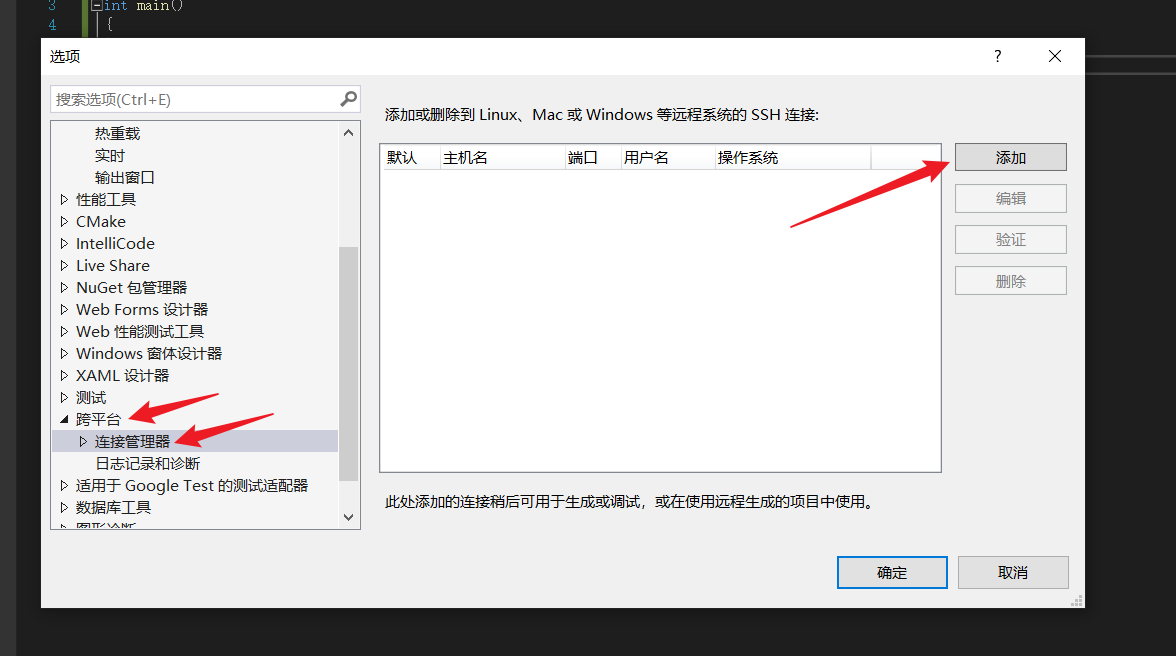 3
int main()
4
{
选项
?
搜索选项(Ctrl+E)
热重载
实时
输出窗口
性能工具
CMake
IntelliCode
Live Share
NuGet 包管理器
Web Forms 设计器
Web 性能测试工具
Windows 窗体设计器
XAML 设计器
测试
跨平台
连接管理器
日志记录和诊断
适用于 Google Test 的测试适配器
数据库工具
图形诊断
添加或删除到 Linux、Mac 或 Windows 等远程系统的 SSH 连接:
默认 主机名 端口 用户名 操作系统
添加
编辑
验证
删除
此处添加的连接稍后可用于生成或调试，或在使用远程生成的项目中使用。
确定
取消